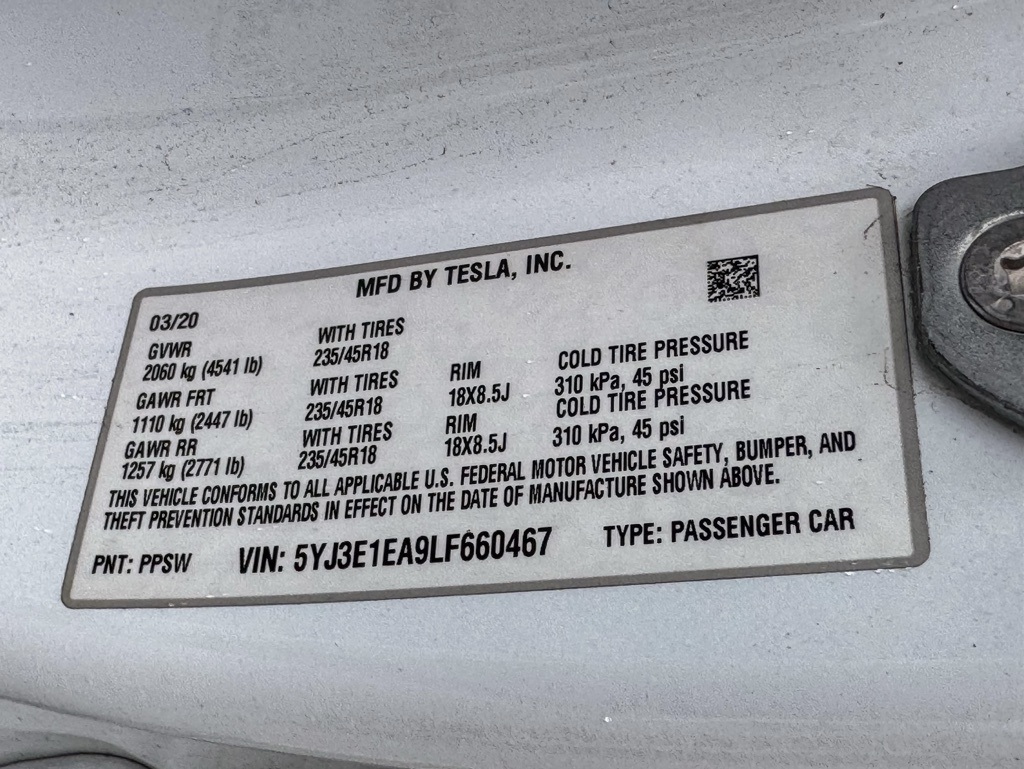 MFD BY TESLA, INC.
03/20
GVWR WITH TIRES
2060 kg (4541 lb) 235/45R18
GAWR FRT WITH TIRES RIM COLD TIRE PRESSURE
1110 kg (2447 lb) 235/45R18 18X8.5J 310 kPa, 45 psi
GAWR RR WITH TIRES RIM COLD TIRE PRESSURE
1257 kg (2771 lb) 235/45R18 18X8.5J 310 kPa, 45 psi
THIS VEHICLE CONFORMS TO ALL APPLICABLE U.S. FEDERAL MOTOR VEHICLE SAFETY, BUMPER, AND
THEFT PREVENTION STANDARDS IN EFFECT ON THE DATE OF MANUFACTURE SHOWN ABOVE.
PNT: PPSW VIN: 5YJ3E1EA9LF660467 TYPE: PASSENGER CAR